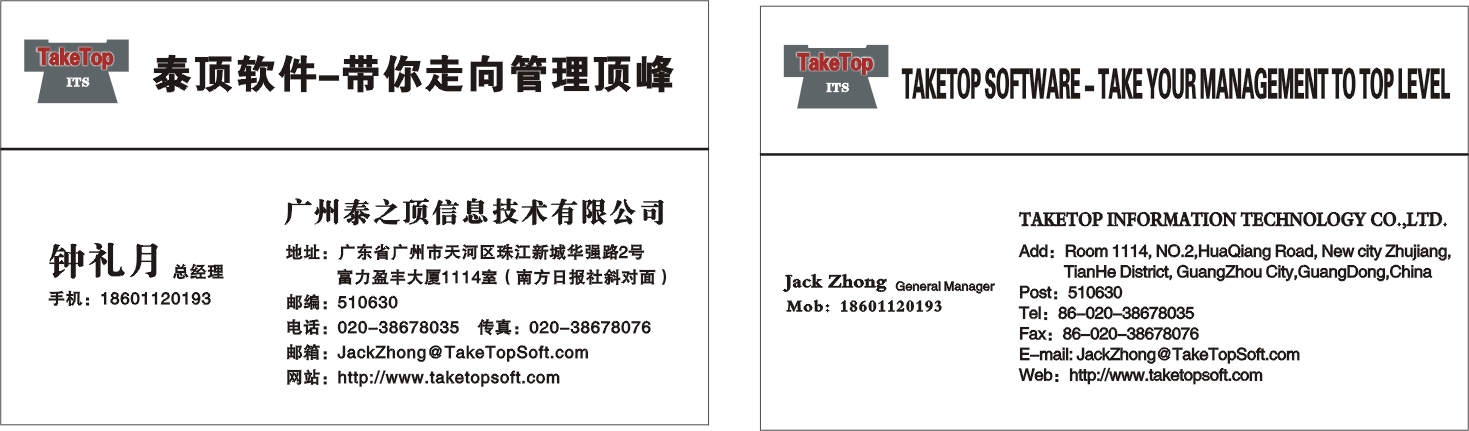 TakeTop
ITS
泰顶软件-带你走向管理顶峰
广州泰之顶信息技术有限公司
钟礼月 总经理
手机：18601120193
地址：广东省广州市天河区珠江新城华强路2号
富力盈丰大厦1114室（南方日报社斜对面）
邮编：510630
电话：020-38678035 传真：020-38678076
邮箱：JackZhong@TakeTopSoft.com
网站：http://www.taketopsoft.com
TakeTop
ITS
TAKETOP SOFTWARE - TAKE YOUR MANAGEMENT TO TOP LEVEL
TAKETOP INFORMATION TECHNOLOGY CO.,LTD.
Jack Zhong General Manager
Mob：18601120193
Add：Room 1114, NO.2,HuaQiang Road, New city Zhujiang,
TianHe District, GuangZhou City,GuangDong,China
Post：510630
Tel：86-020-38678035
Fax：86-020-38678076
E-mail: JackZhong@TakeTopSoft.com
Web：http://www.taketopsoft.com